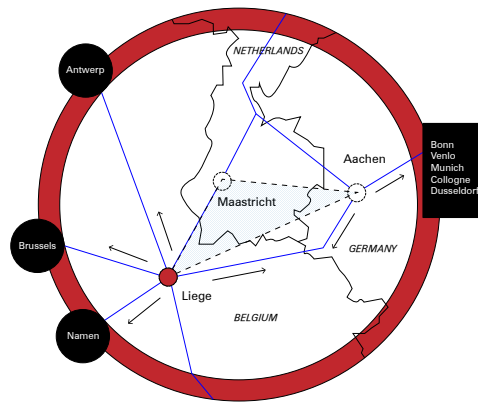 NETHERLANDS
Antwerp
Bonn
Venlo
Munich
Collogne
Dusseldorf
Aachen
Maastricht
Brussels
GERMANY
Liege
BELGIUM
Namen